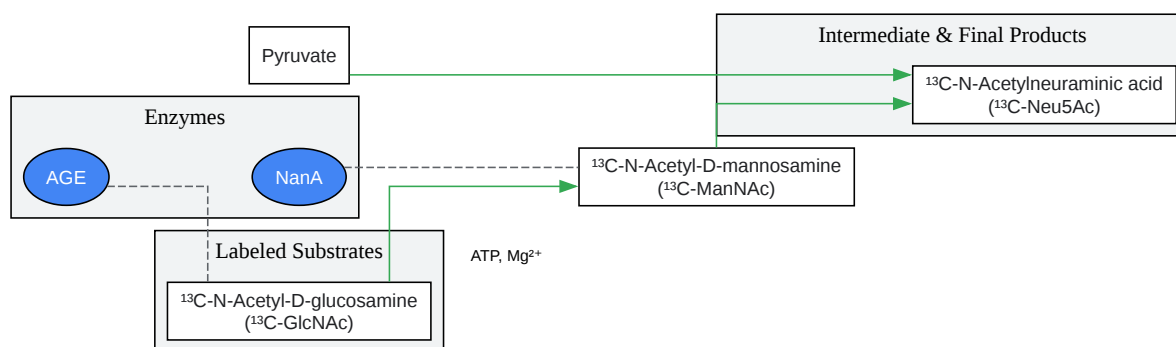 Intermediate & Final Products
Pyruvate
¹³C-N-Acetylneuraminic acid
(¹³C-Neu5Ac)
Enzymes
AGE
NanA
¹³C-N-Acetyl-D-mannosamine
(¹³C-ManNAc)
Labeled Substrates
ATP, Mg²⁺
¹³C-N-Acetyl-D-glucosamine
(¹³C-GlcNAc)